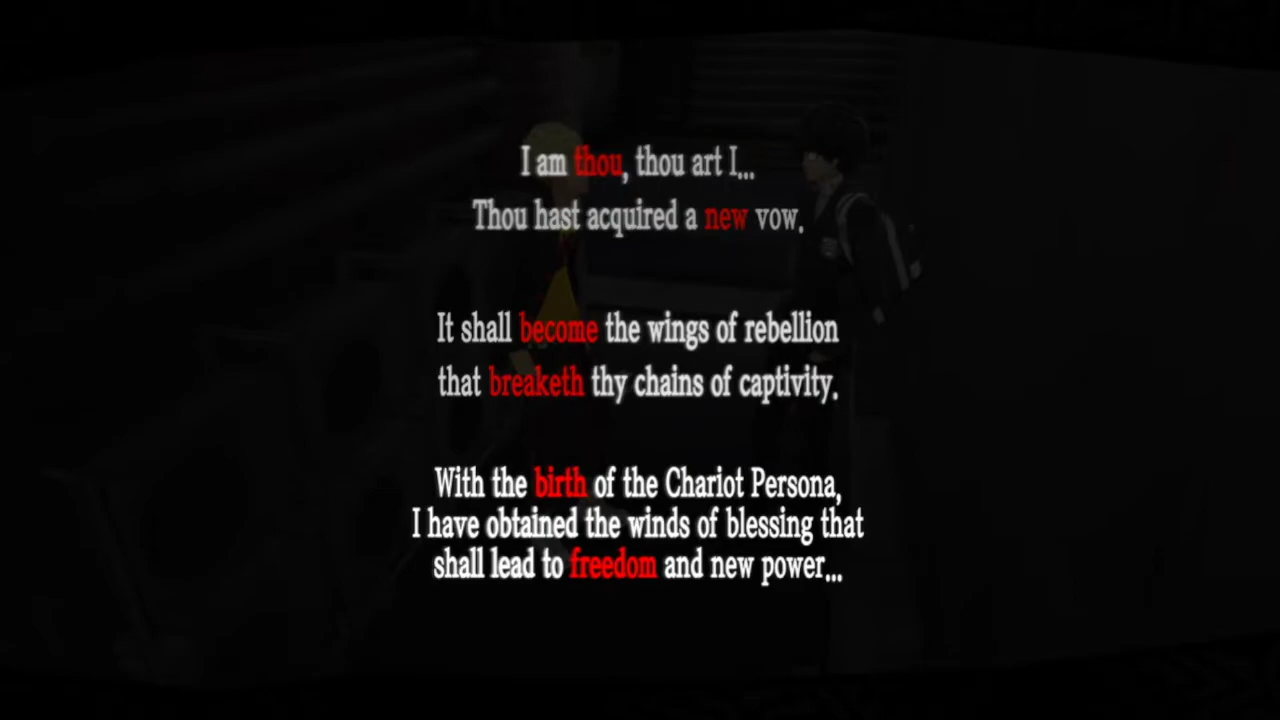 I am thou, thou art I...
Thou hast acquired a new vow.
It shall become the wings of rebellion
that breaketh thy chains of captivity.
With the birth of the Chariot Persona,
I have obtained the winds of blessing that
shall lead to freedom and new power...